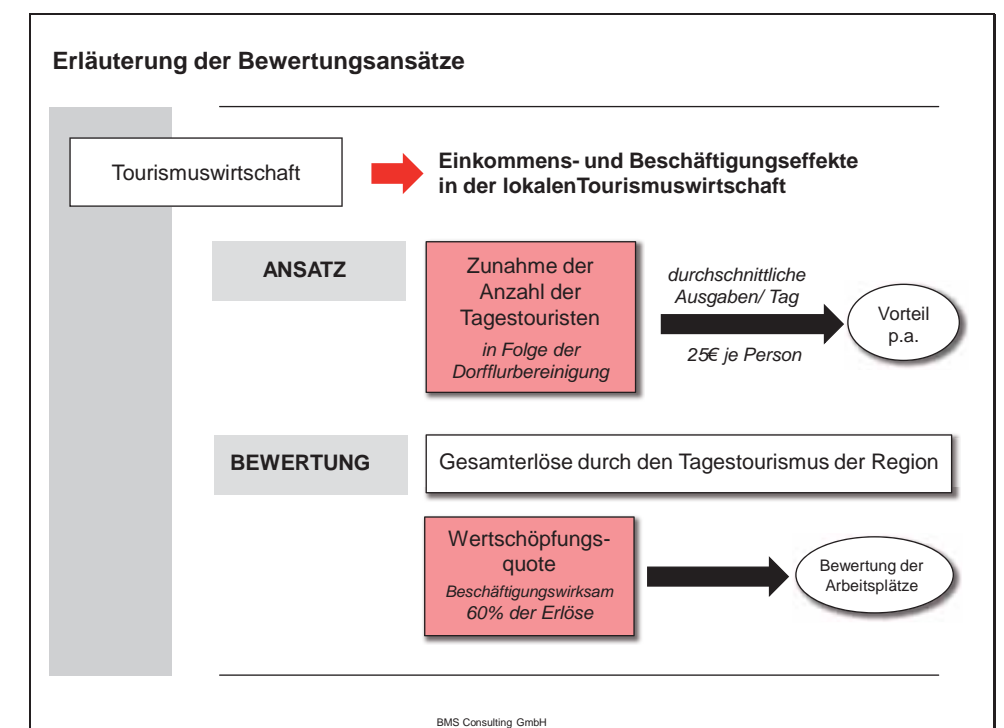 Erläuterung der Bewertungsansätze
Tourismuswirtschaft
Einkommens- und Beschäftigungseffekte
in der lokalenTourismuswirtschaft
ANSATZ
Zunahme der
Anzahl der
Tagestouristen
in Folge der
Dorfflurbereinigung
durchschnittliche
Ausgaben/ Tag
25€ je Person
Vorteil
p.a.
BEWERTUNG
Gesamterlöse durch den Tagestourismus der Region
Wertschöpfungs-
quote
Beschäftigungswirksam
60% der Erlöse
Bewertung der
Arbeitsplätze
BMS Consulting GmbH